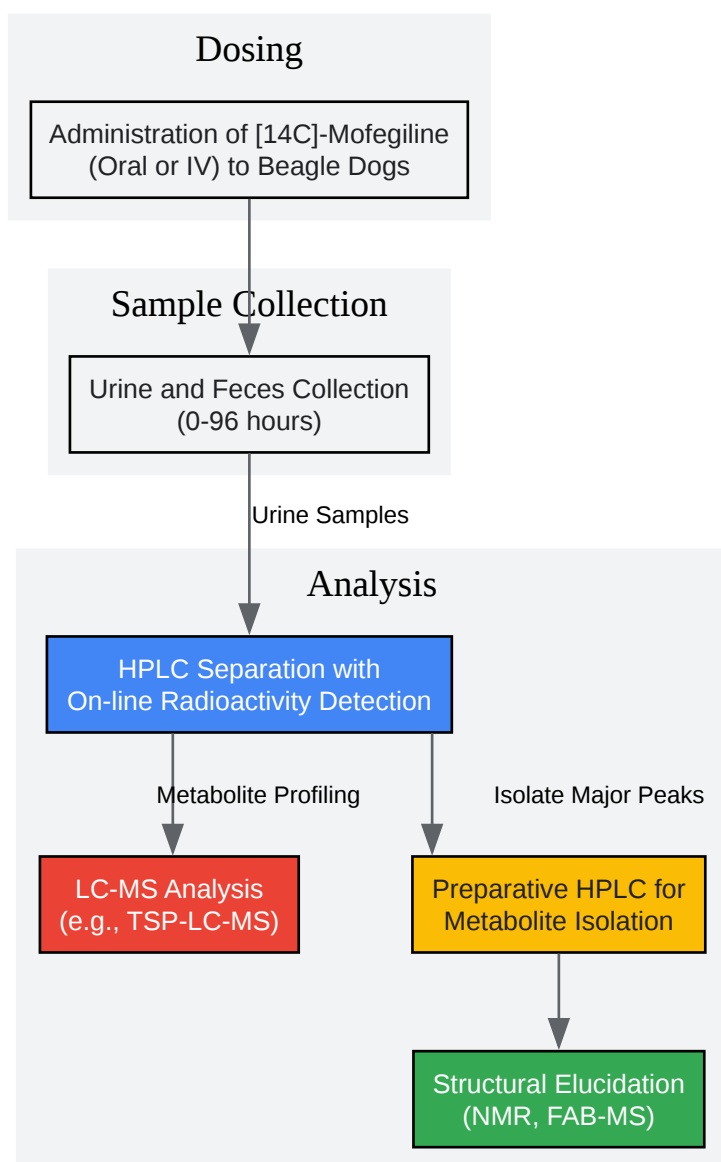 Dosing
Administration of [14C]-Mofegiline
(Oral or IV) to Beagle Dogs
Sample Collection
Urine and Feces Collection
(0-96 hours)
Urine Samples
Analysis
HPLC Separation with
On-line Radioactivity Detection
Metabolite Profiling
Isolate Major Peaks
LC-MS Analysis
(e.g., TSP-LC-MS)
Preparative HPLC for
Metabolite Isolation
Structural Elucidation
(NMR, FAB-MS)